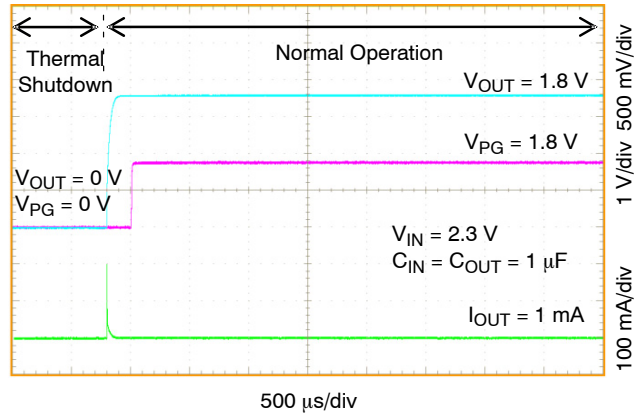 Thermal
Shutdown
Normal Operation
VOUT = 1.8 V
VPG = 1.8 V
VOUT = 0 V
VPG = 0 V
VIN = 2.3 V
CIN = COUT = 1 μF
IOUT = 1 mA
500 μs/div
500 mV/div
1 V/div
100 mA/div